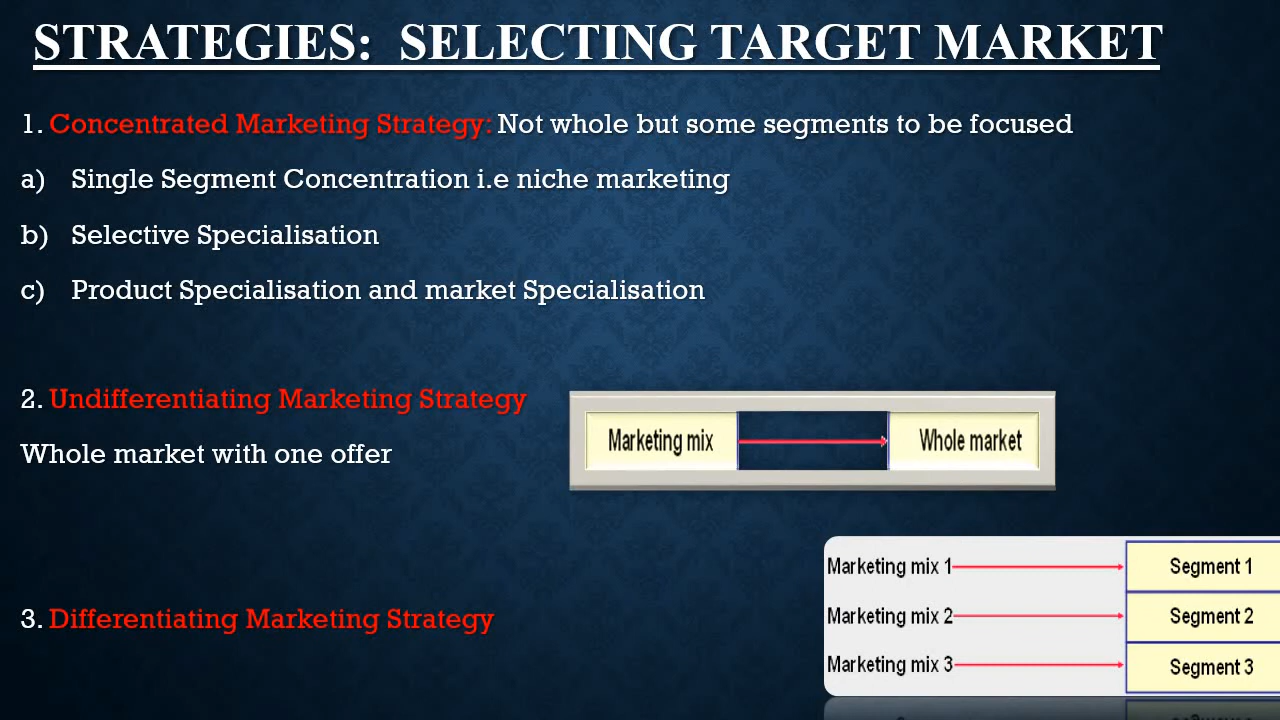 STRATEGIES: SELECTING TARGET MARKET
1. Concentrated Marketing Strategy: Not whole but some segments to be focused
a) Single Segment Concentration i.e niche marketing
b) Selective Specialisation
c) Product Specialisation and market Specialisation
2. Undifferentiating Marketing Strategy
Whole market with one offer
Marketing mix
Whole market
3. Differentiating Marketing Strategy
Marketing mix 1 Segment 1
Marketing mix 2 Segment 2
Marketing mix 3 Segment 3